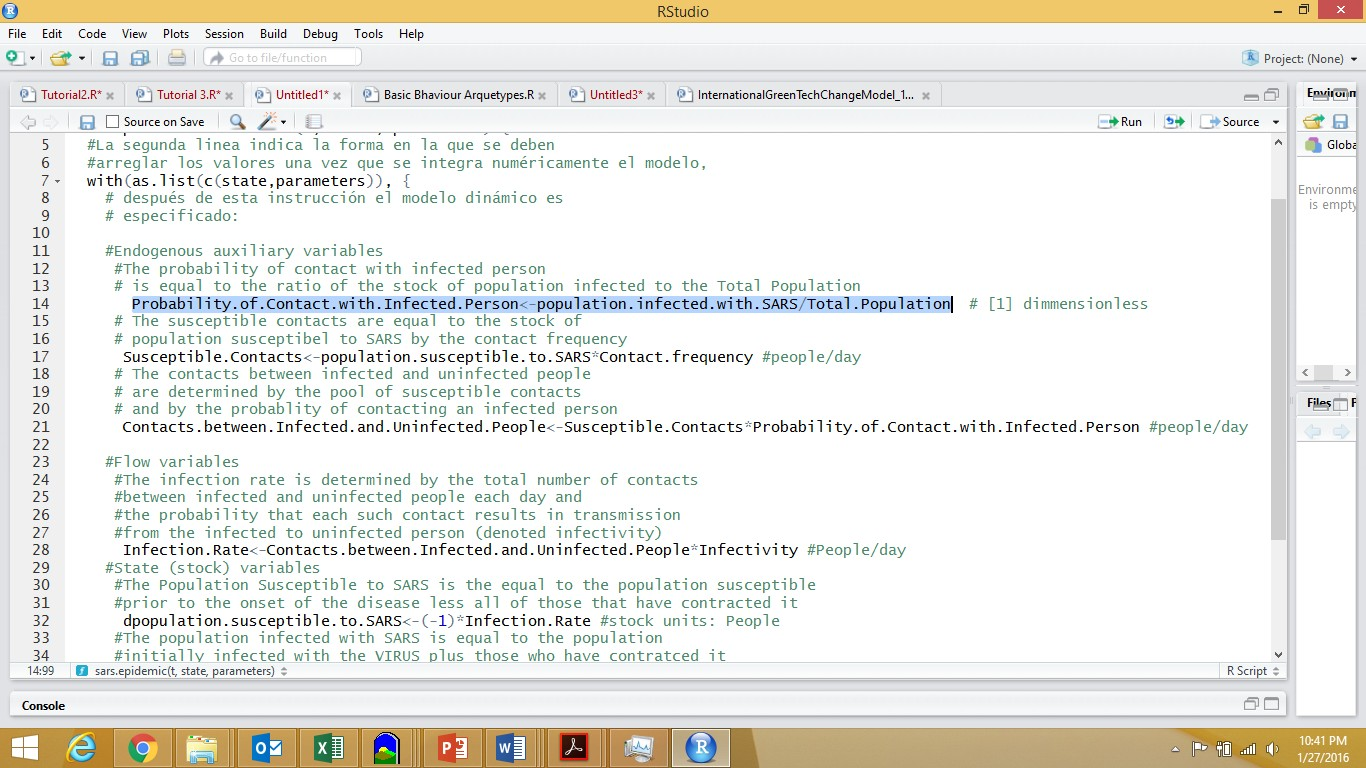 RStudio
File Edit Code View Plots Session Build Debug Tools Help
Go to file/function
Project: (None)
Tutorial2.R* Tutorial 3.R* Untitled1* Basic Bhaviour Arquetypes.R Untitled3* InternationalGreenTechChangeModel_1...
Source on Save Run Source
5 #La segunda linea indica la forma en la que se deben
6 #arreglar los valores una vez que se integra numéricamente el modelo,
7 with(as.list(c(state,parameters)), {
8 # después de esta instrucción el modelo dinámico es
9 # especificado:
10
11 #Endogenous auxiliary variables
12 #The probability of contact with infected person
13 # is equal to the ratio of the stock of population infected to the Total Population
14 Probability.of.Contact.with.Infected.Person<-population.infected.with.SARS/Total.Population # [1] dimmensionless
15 # The susceptible contacts are equal to the stock of
16 # population susceptibel to SARS by the contact frequency
17 Susceptible.Contacts<-population.susceptible.to.SARS*Contact.frequency #people/day
18 # The contacts between infected and uninfected people
19 # are determined by the pool of susceptible contacts
20 # and by the probablity of contacting an infected person
21 Contacts.between.Infected.and.Uninfected.People<-Susceptible.Contacts*Probability.of.Contact.with.Infected.Person #people/day
22
23 #Flow variables
24 #The infection rate is determined by the total number of contacts
25 #between infected and uninfected people each day and
26 #the probability that each such contact results in transmission
27 #from the infected to uninfected person (denoted infectivity)
28 Infection.Rate<-Contacts.between.Infected.and.Uninfected.People*Infectivity #People/day
29 #State (stock) variables
30 #The Population Susceptible to SARS is the equal to the population susceptible
31 #prior to the onset of the disease less all of those that have contracted it
32 dpopulation.susceptible.to.SARS<-(-1)*Infection.Rate #stock units: People
33 #The population infected with SARS is equal to the population
34 #initially infected with the VIRUS plus those who have contratced it
14:99 sars.epidemic(t, state, parameters) R Script
Console
Environm
Globa
Environme
is empty
Files P
10:41 PM
1/27/2016